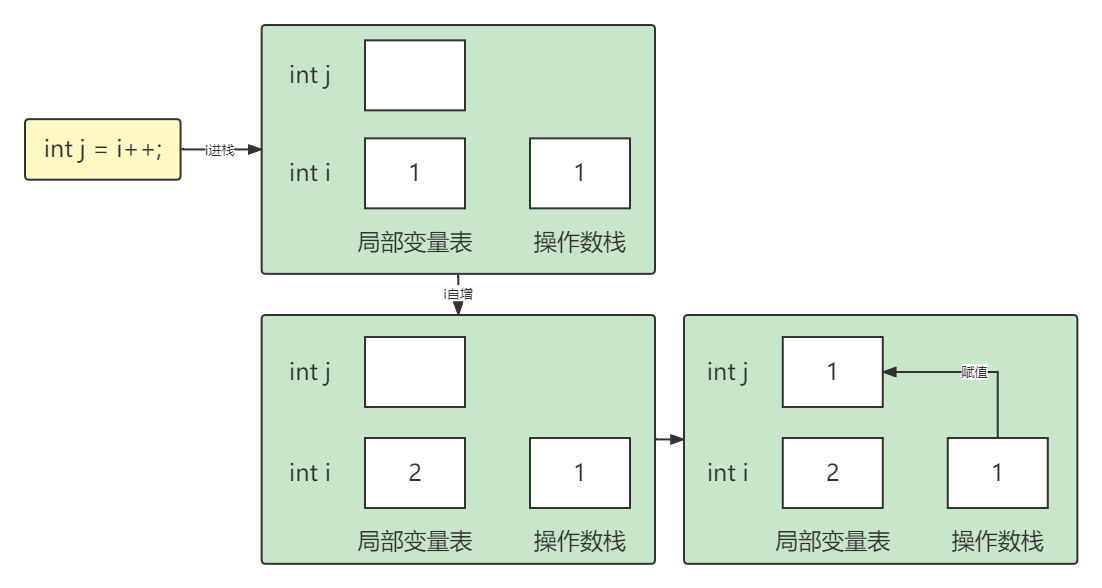 int j = i++;
i进栈
int j
int i
1
1
局部变量表
操作数栈
i自增
int j
int i
2
1
局部变量表
操作数栈
int j
1
赋值
int i
2
1
局部变量表
操作数栈